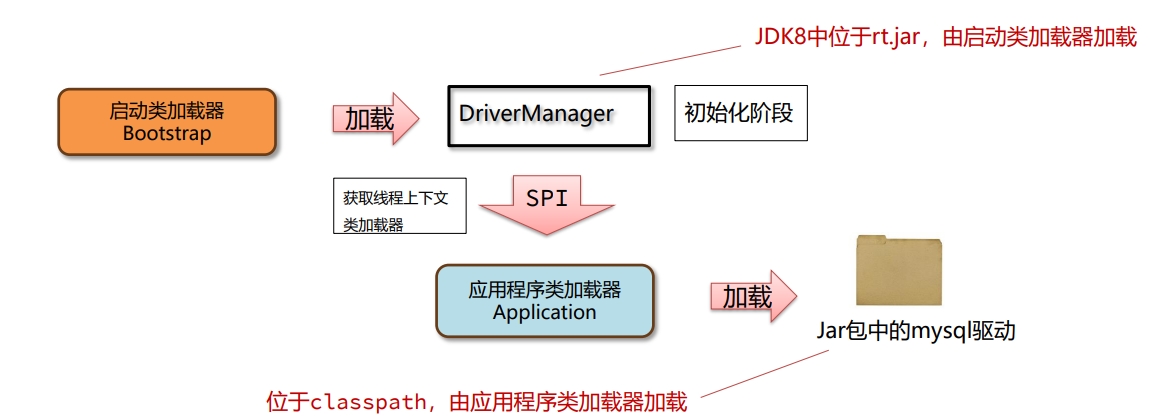 JDK8中位于rt.jar，由启动类加载器加载
启动类加载器
Bootstrap
加载
DriverManager
初始化阶段
获取线程上下文
类加载器
SPI
应用程序类加载器
Application
加载
Jar包中的mysql驱动
位于classpath，由应用程序类加载器加载